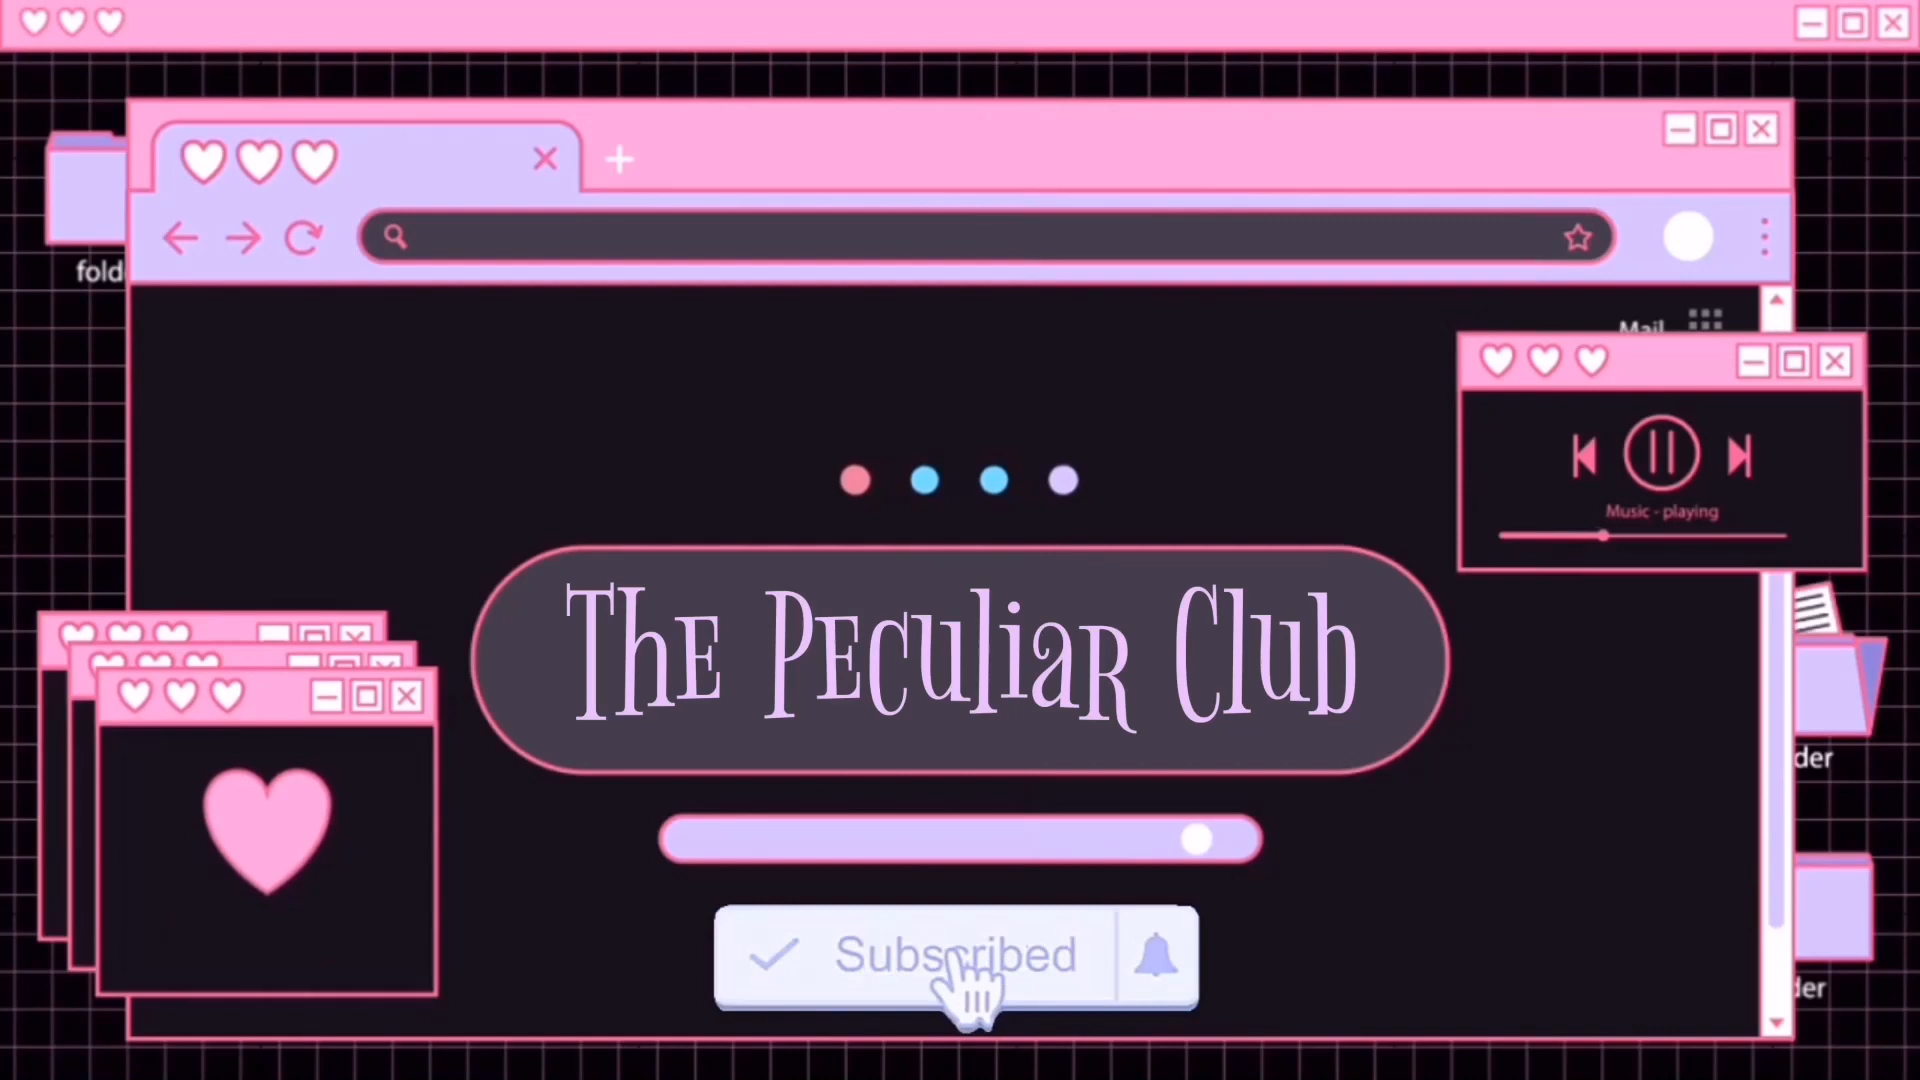 fold
Mail
Music - playing
The Peculiar Club
der
Subscribed
der